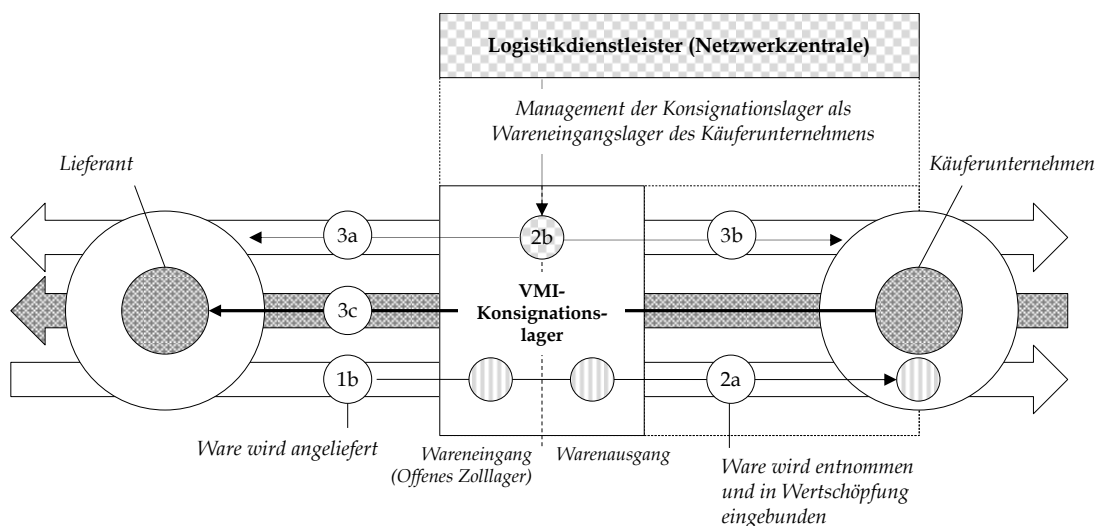 Logistikdienstleister (Netzwerkzentrale)
Management der Konsignationslager als
Wareneingangslager des Käuferunternehmens
Lieferant
Käuferunternehmen
3a
2b
3b
3c
VMI-
Konsignations-
lager
1b
2a
Ware wird angeliefert
Wareneingang
(Offenes Zolllager)
Warenausgang
Ware wird entnommen
und in Wertschöpfung
eingebunden